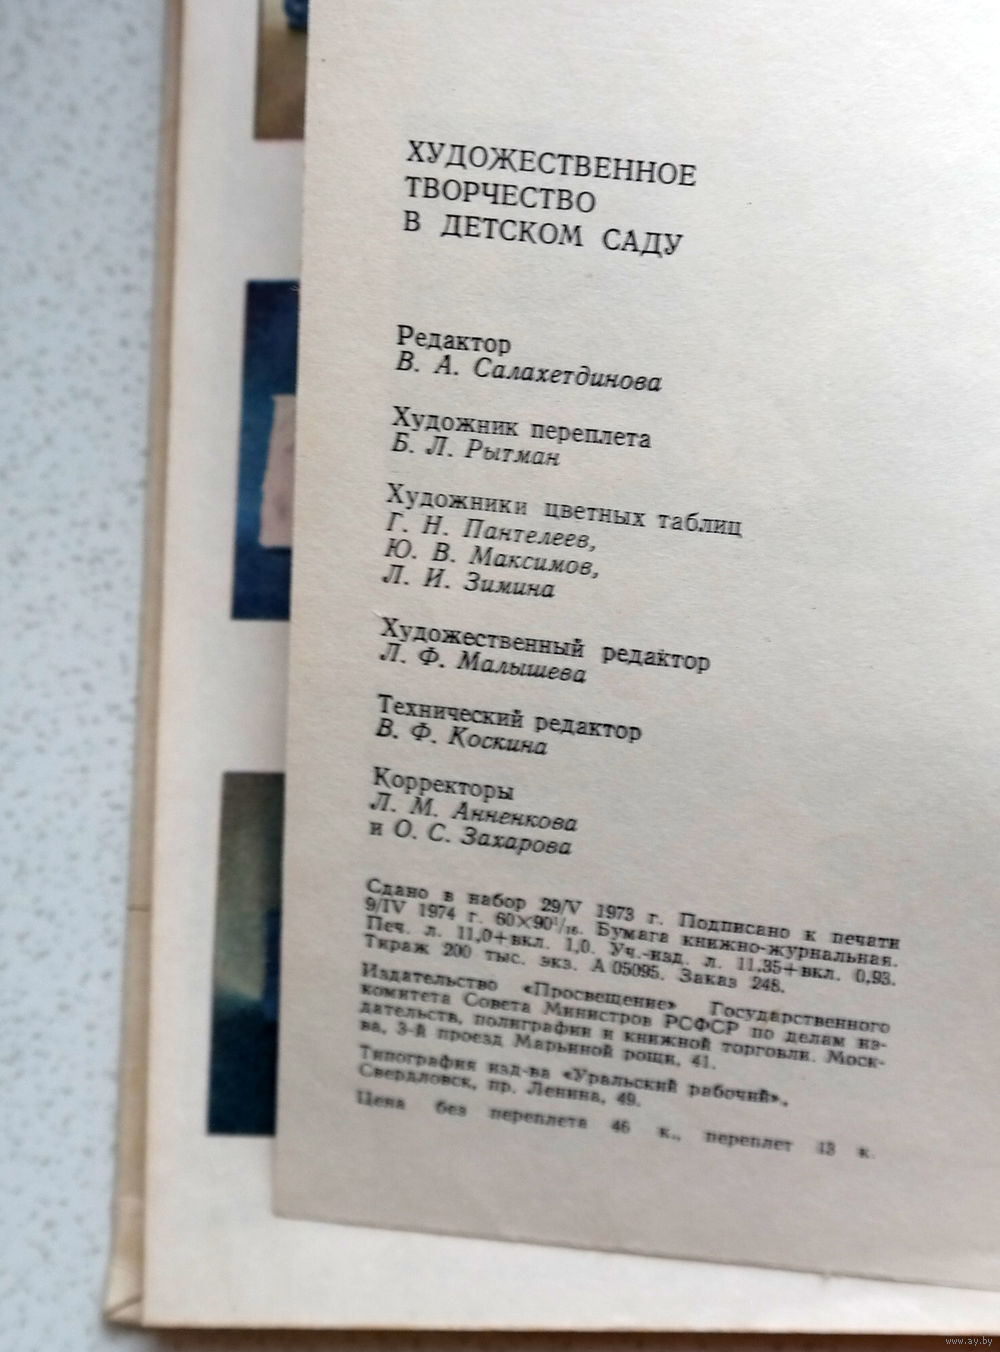 ХУДОЖЕСТВЕННОЕ
ТВОРЧЕСТВО
В ДЕТСКОМ САДУ
Редактор
В. А. Салахетдинова
Художник переплета
Б. Л. Рытман
Художники цветных таблиц
Г. Н. Пантелеев,
Ю. В. Максимов,
Л. И. Зимина
Художественный редактор
Л. Ф. Малышева
Технический редактор
В. Ф. Коскина
Корректоры
Л. М. Анненкова
и О. С. Захарова
Сдано в набор 29/V 1973 г. Подписано к печати
9/IV 1974 г. 60×90¹/₁₆. Бумага книжно-журнальная.
Печ. л. 11,0+вкл. 1,0. Уч.-изд. л. 11,35+вкл. 0,93.
Тираж 200 тыс. экз. А 05095. Заказ 248.
Издательство «Просвещение» Государственного
комитета Совета Министров РСФСР по делам из-
дательств, полиграфии и книжной торговли. Моск-
ва, 3-й проезд Марьиной рощи, 41.
Типография изд-ва «Уральский рабочий»,
Свердловск, пр. Ленина, 49.
Цена без переплета 46 к., переплет к.
www.ay.by